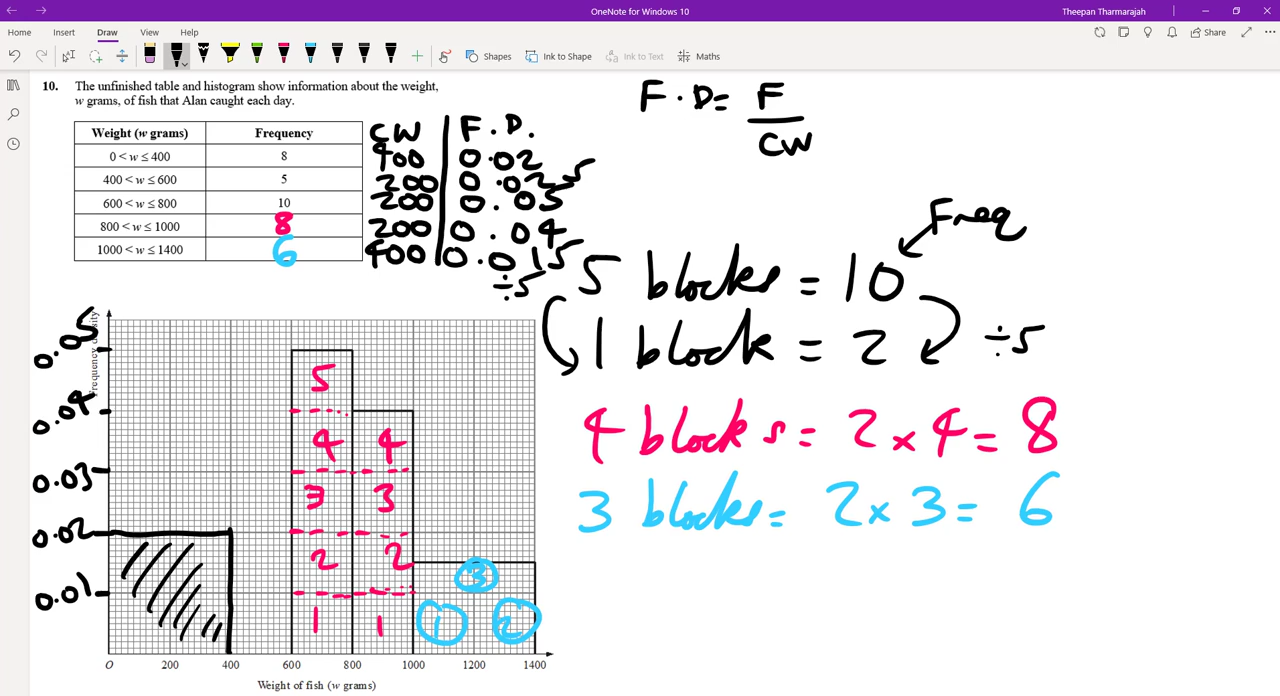 OneNote for Windows 10
Theepan Tharmarajah
Home Insert Draw View Help
Share
Shapes Ink to Shape Ink to Text Maths
10. The unfinished table and histogram show information about the weight,
w grams, of fish that Alan caught each day.
F.D= F
CW
Weight (w grams) Frequency CW F.D.
0 < w ≤ 400 8 400 0.02
400 < w ≤ 600 5 200 0.025
600 < w ≤ 800 10 200 0.05
800 < w ≤ 1000 8 200 0.04
1000 < w ≤ 1400 6 400 0.015
Freq
÷5
5 blocks = 10
1 block = 2 ÷5
4 blocks = 2 × 4 = 8
3 blocks = 2 × 3 = 6
Frequency density
0.05
0.04
0.03
0.02
0.01
5
4 4
3 3
2 2 3
1 1 1 2
O 200 400 600 800 1000 1200 1400
Weight of fish (w grams)